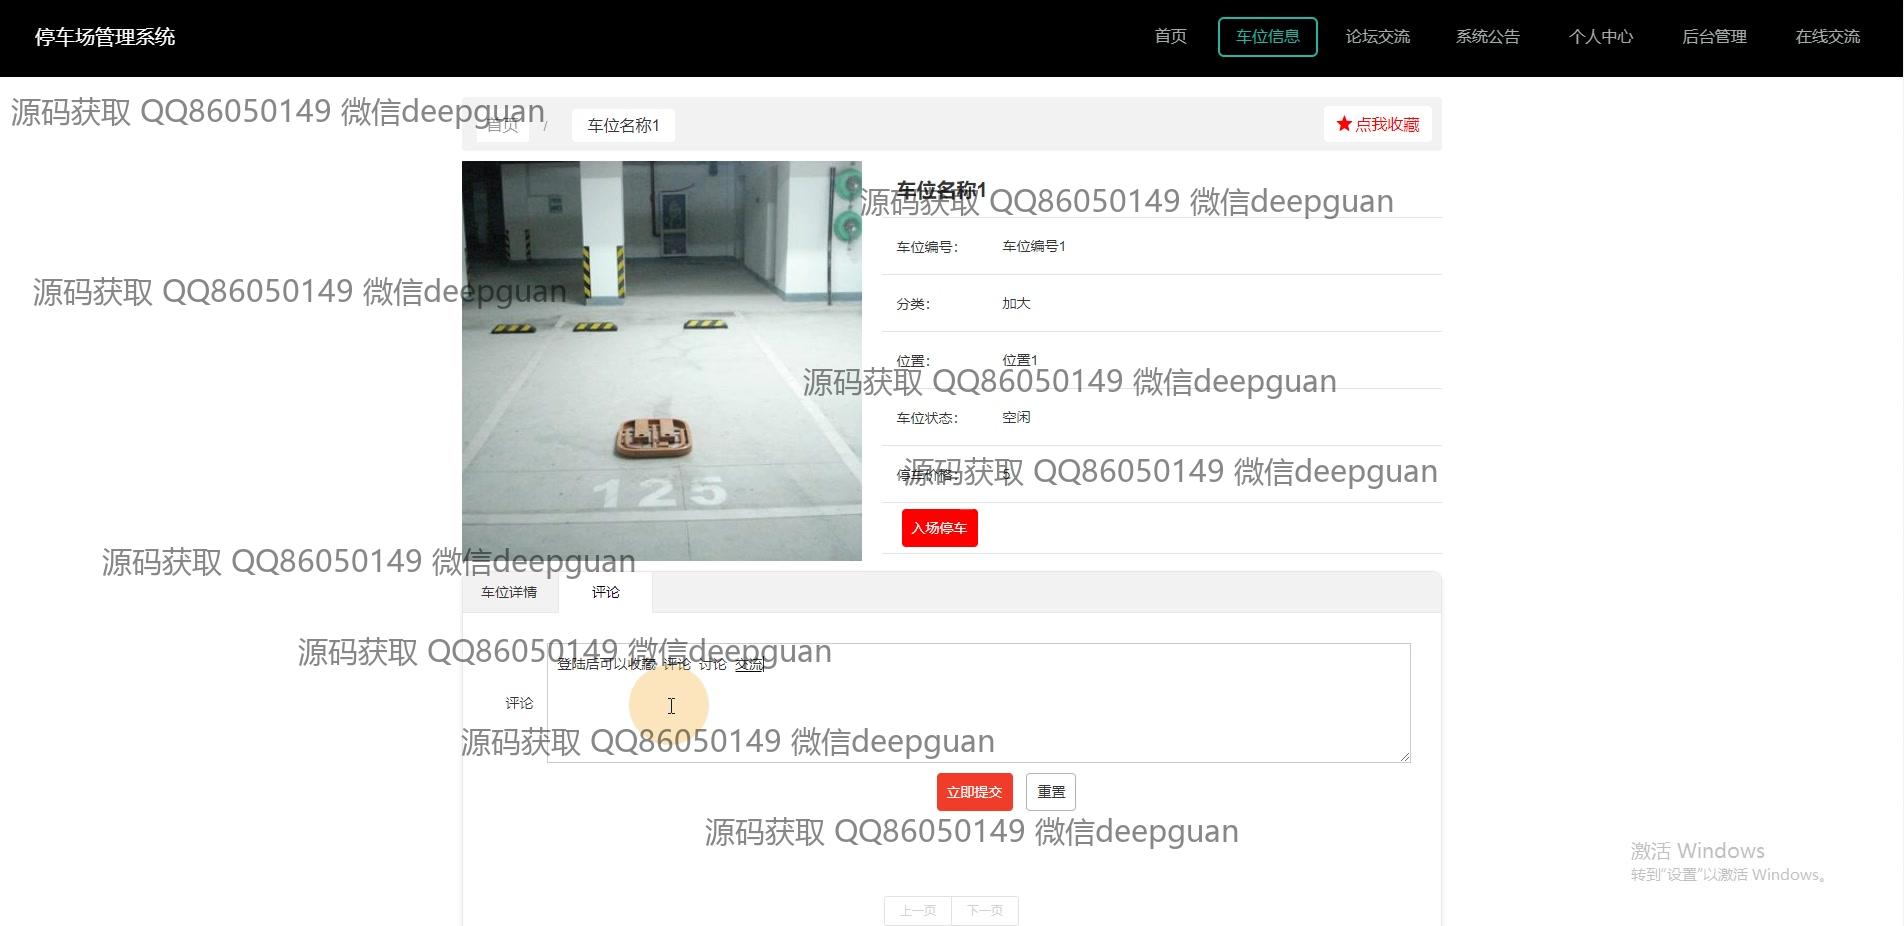 停车场管理系统
首页 车位信息 论坛交流 系统公告 个人中心 后台管理 在线交流
源码获取 QQ86050149 微信deepguan
首页 / 车位名称1 ★点我收藏
车位名称1
源码获取 QQ86050149 微信deepguan
车位编号: 车位编号1
源码获取 QQ86050149 微信deepguan
分类: 加大
位置: 位置1
源码获取 QQ86050149 微信deepguan
车位状态: 空闲
停车价格: 5
源码获取 QQ86050149 微信deepguan
125
入场停车
源码获取 QQ86050149 微信deepguan
车位详情 评论
源码获取 QQ86050149 微信deepguan
登陆后可以收藏 评论 讨论 交流
评论
源码获取 QQ86050149 微信deepguan
立即提交 重置
源码获取 QQ86050149 微信deepguan
激活 Windows
转到“设置”以激活 Windows。
上一页 下一页